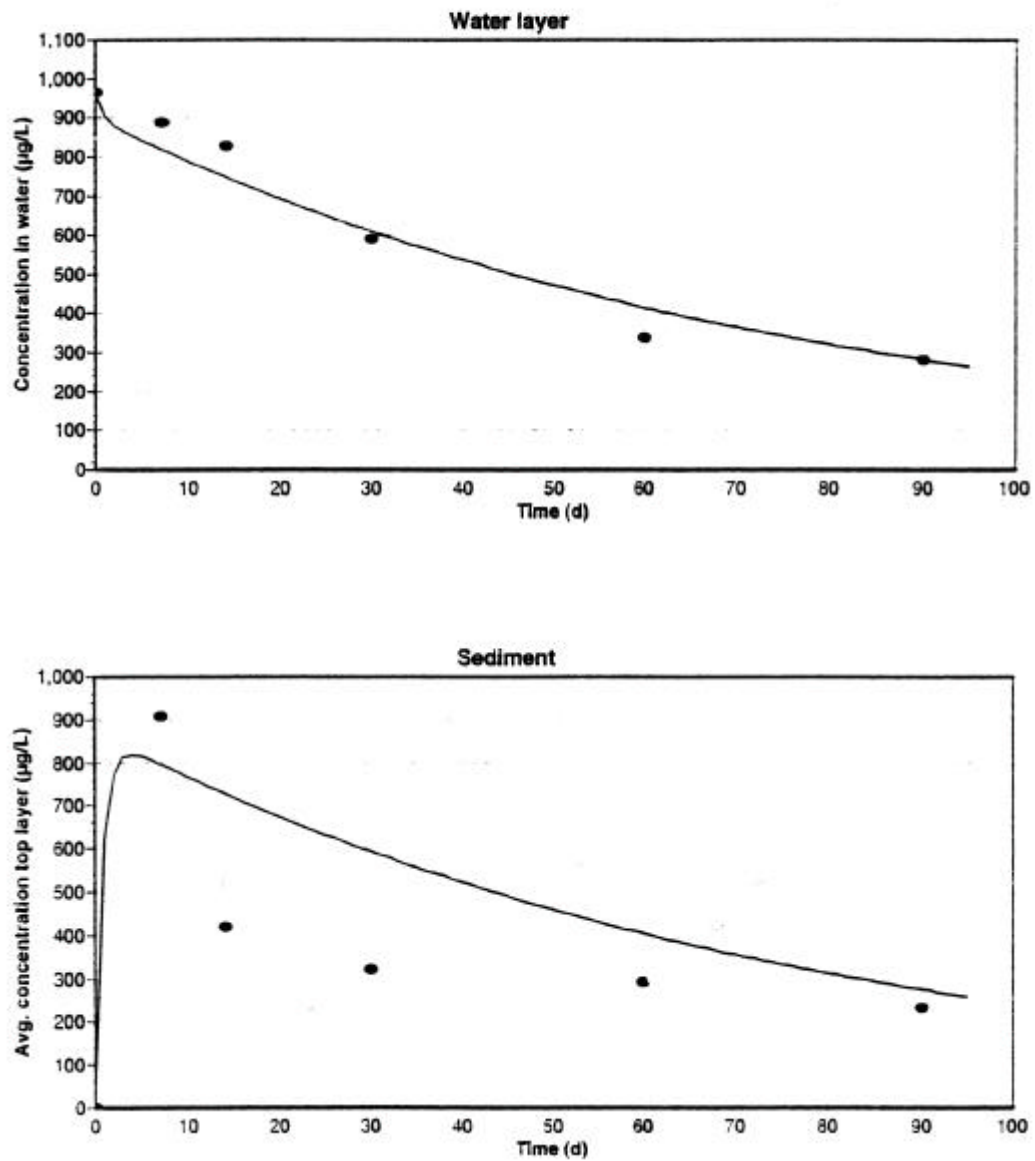 Water layer
Concentration in water (µg/L)
1,100
1,000
900
800
700
600
500
400
300
200
100
0
0 10 20 30 40 50 60 70 80 90 100
Time (d)
Sediment
Avg. concentration top layer (µg/L)
1,000
900
800
700
600
500
400
300
200
100
0
0 10 20 30 40 50 60 70 80 90 100
Time (d)